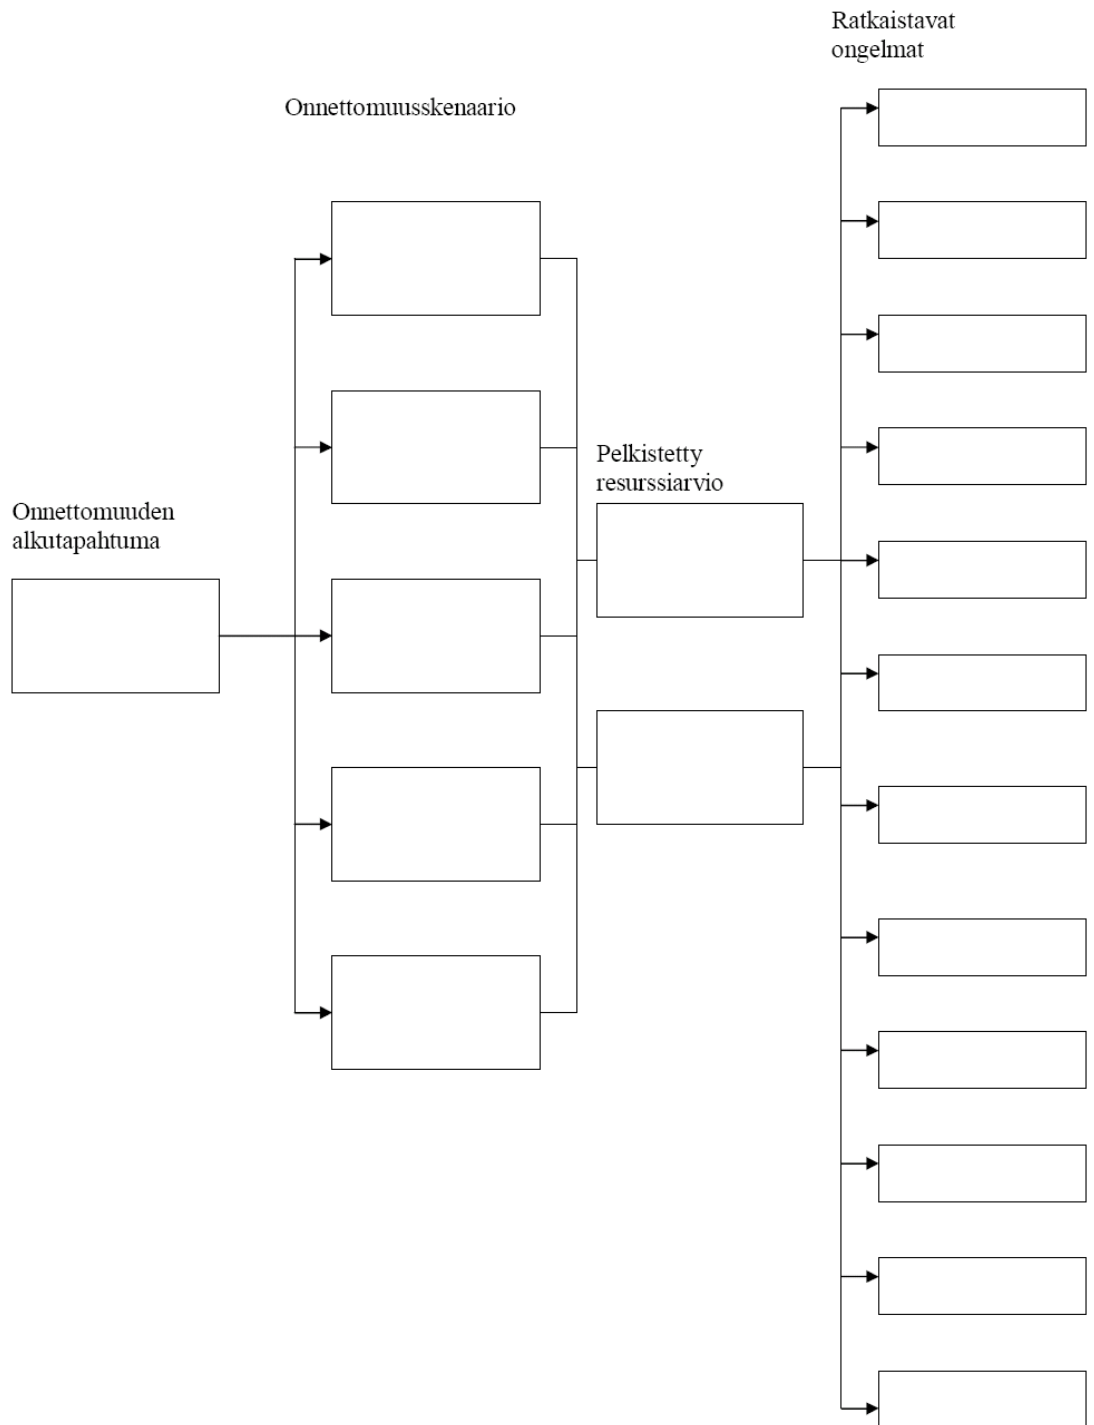 Ratkaistavat
ongelmat
Onnettomuusskenaario
Pelkistetty
resurssiarvio
Onnettomuuden
alkutapahtuma